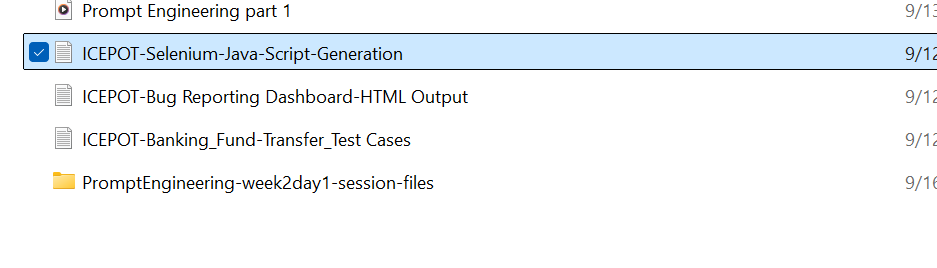 Prompt Engineering part 1 9/13
ICEPOT-Selenium-Java-Script-Generation 9/12
ICEPOT-Bug Reporting Dashboard-HTML Output 9/12
ICEPOT-Banking_Fund-Transfer_Test Cases 9/12
PromptEngineering-week2day1-session-files 9/16